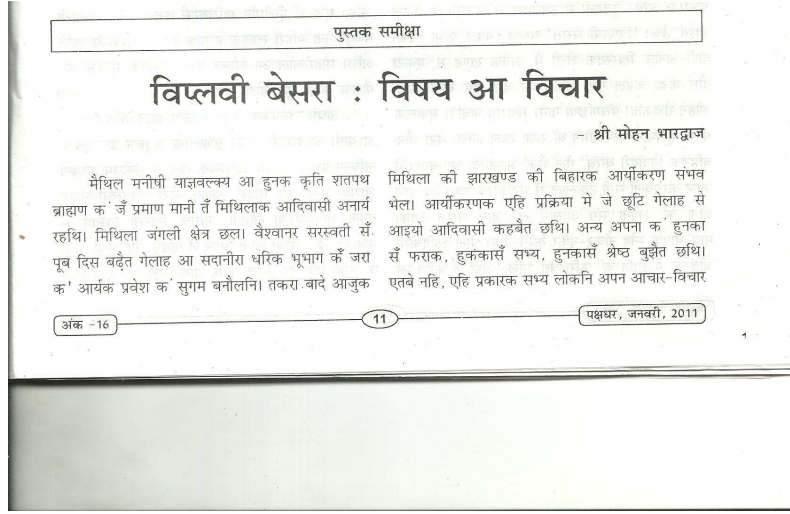 पुस्तक समीक्षा
विप्लवी बेसरा : विषय आ विचार
- श्री मोहन भारद्वाज
मैथिल मनीषी याज्ञवल्क्य आ हुनक कृति शतपथ
ब्राह्मण क' जँ प्रमाण मानी तँ मिथिलाक आदिवासी अनार्य
रहथि। मिथिला जंगली क्षेत्र छल। वैश्वानर सरस्वती सँ
पूब दिस बढ़ैत गेलाह आ सदानीरा धरिक भूभाग केँ जरा
क' आर्यक प्रवेश क' सुगम बनौलनि। तकरा बादे आजुक
मिथिला की झारखण्ड की बिहारक आर्यीकरण संभव
भेल। आर्यीकरणक एहि प्रक्रिया मे जे छूटि गेलाह से
आइयो आदिवासी कहबैत छथि। अन्य अपना क' हुनका
सँ फराक, हुनकासँ सभ्य, हुनकासँ श्रेष्ठ बुझैत छथि।
एतबे नहि, एहि प्रकारक सभ्य लोकनि अपन आचार-विचार
अंक -16
11
पक्षधर, जनवरी, 2011